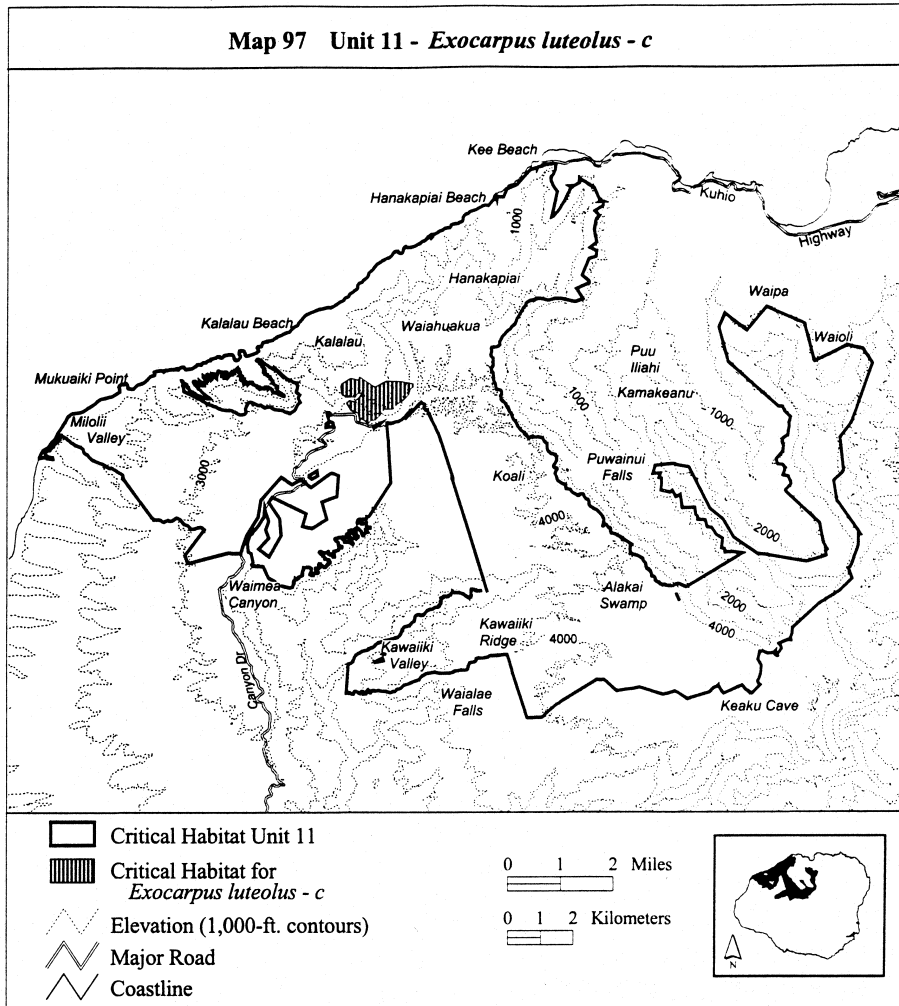 Map 97 Unit 11 - Exocarpus luteolus - c
Kee Beach
Kuhio
Hanakapiai Beach
1000
Highway
Hanakapiai
Waipa
Kalalau Beach
Waiahuakua
Waioli
Kalalau
Puu
Iliahi
Mukuaiki Point
Kamakeanu
1000
1000
Milolii
Valley
Puwainui
Falls
3000
Koali
4000
2000
Waimea
Canyon
Alakai
Swamp
2000
4000
Kawaiiki
Ridge
4000
Kawaiiki
Valley
Canyon Dr
Waialae
Falls
Keaku Cave
Critical Habitat Unit 11
Critical Habitat for
Exocarpus luteolus - c
Elevation (1,000-ft. contours)
Major Road
Coastline
0 1 2 Miles
0 1 2 Kilometers
N